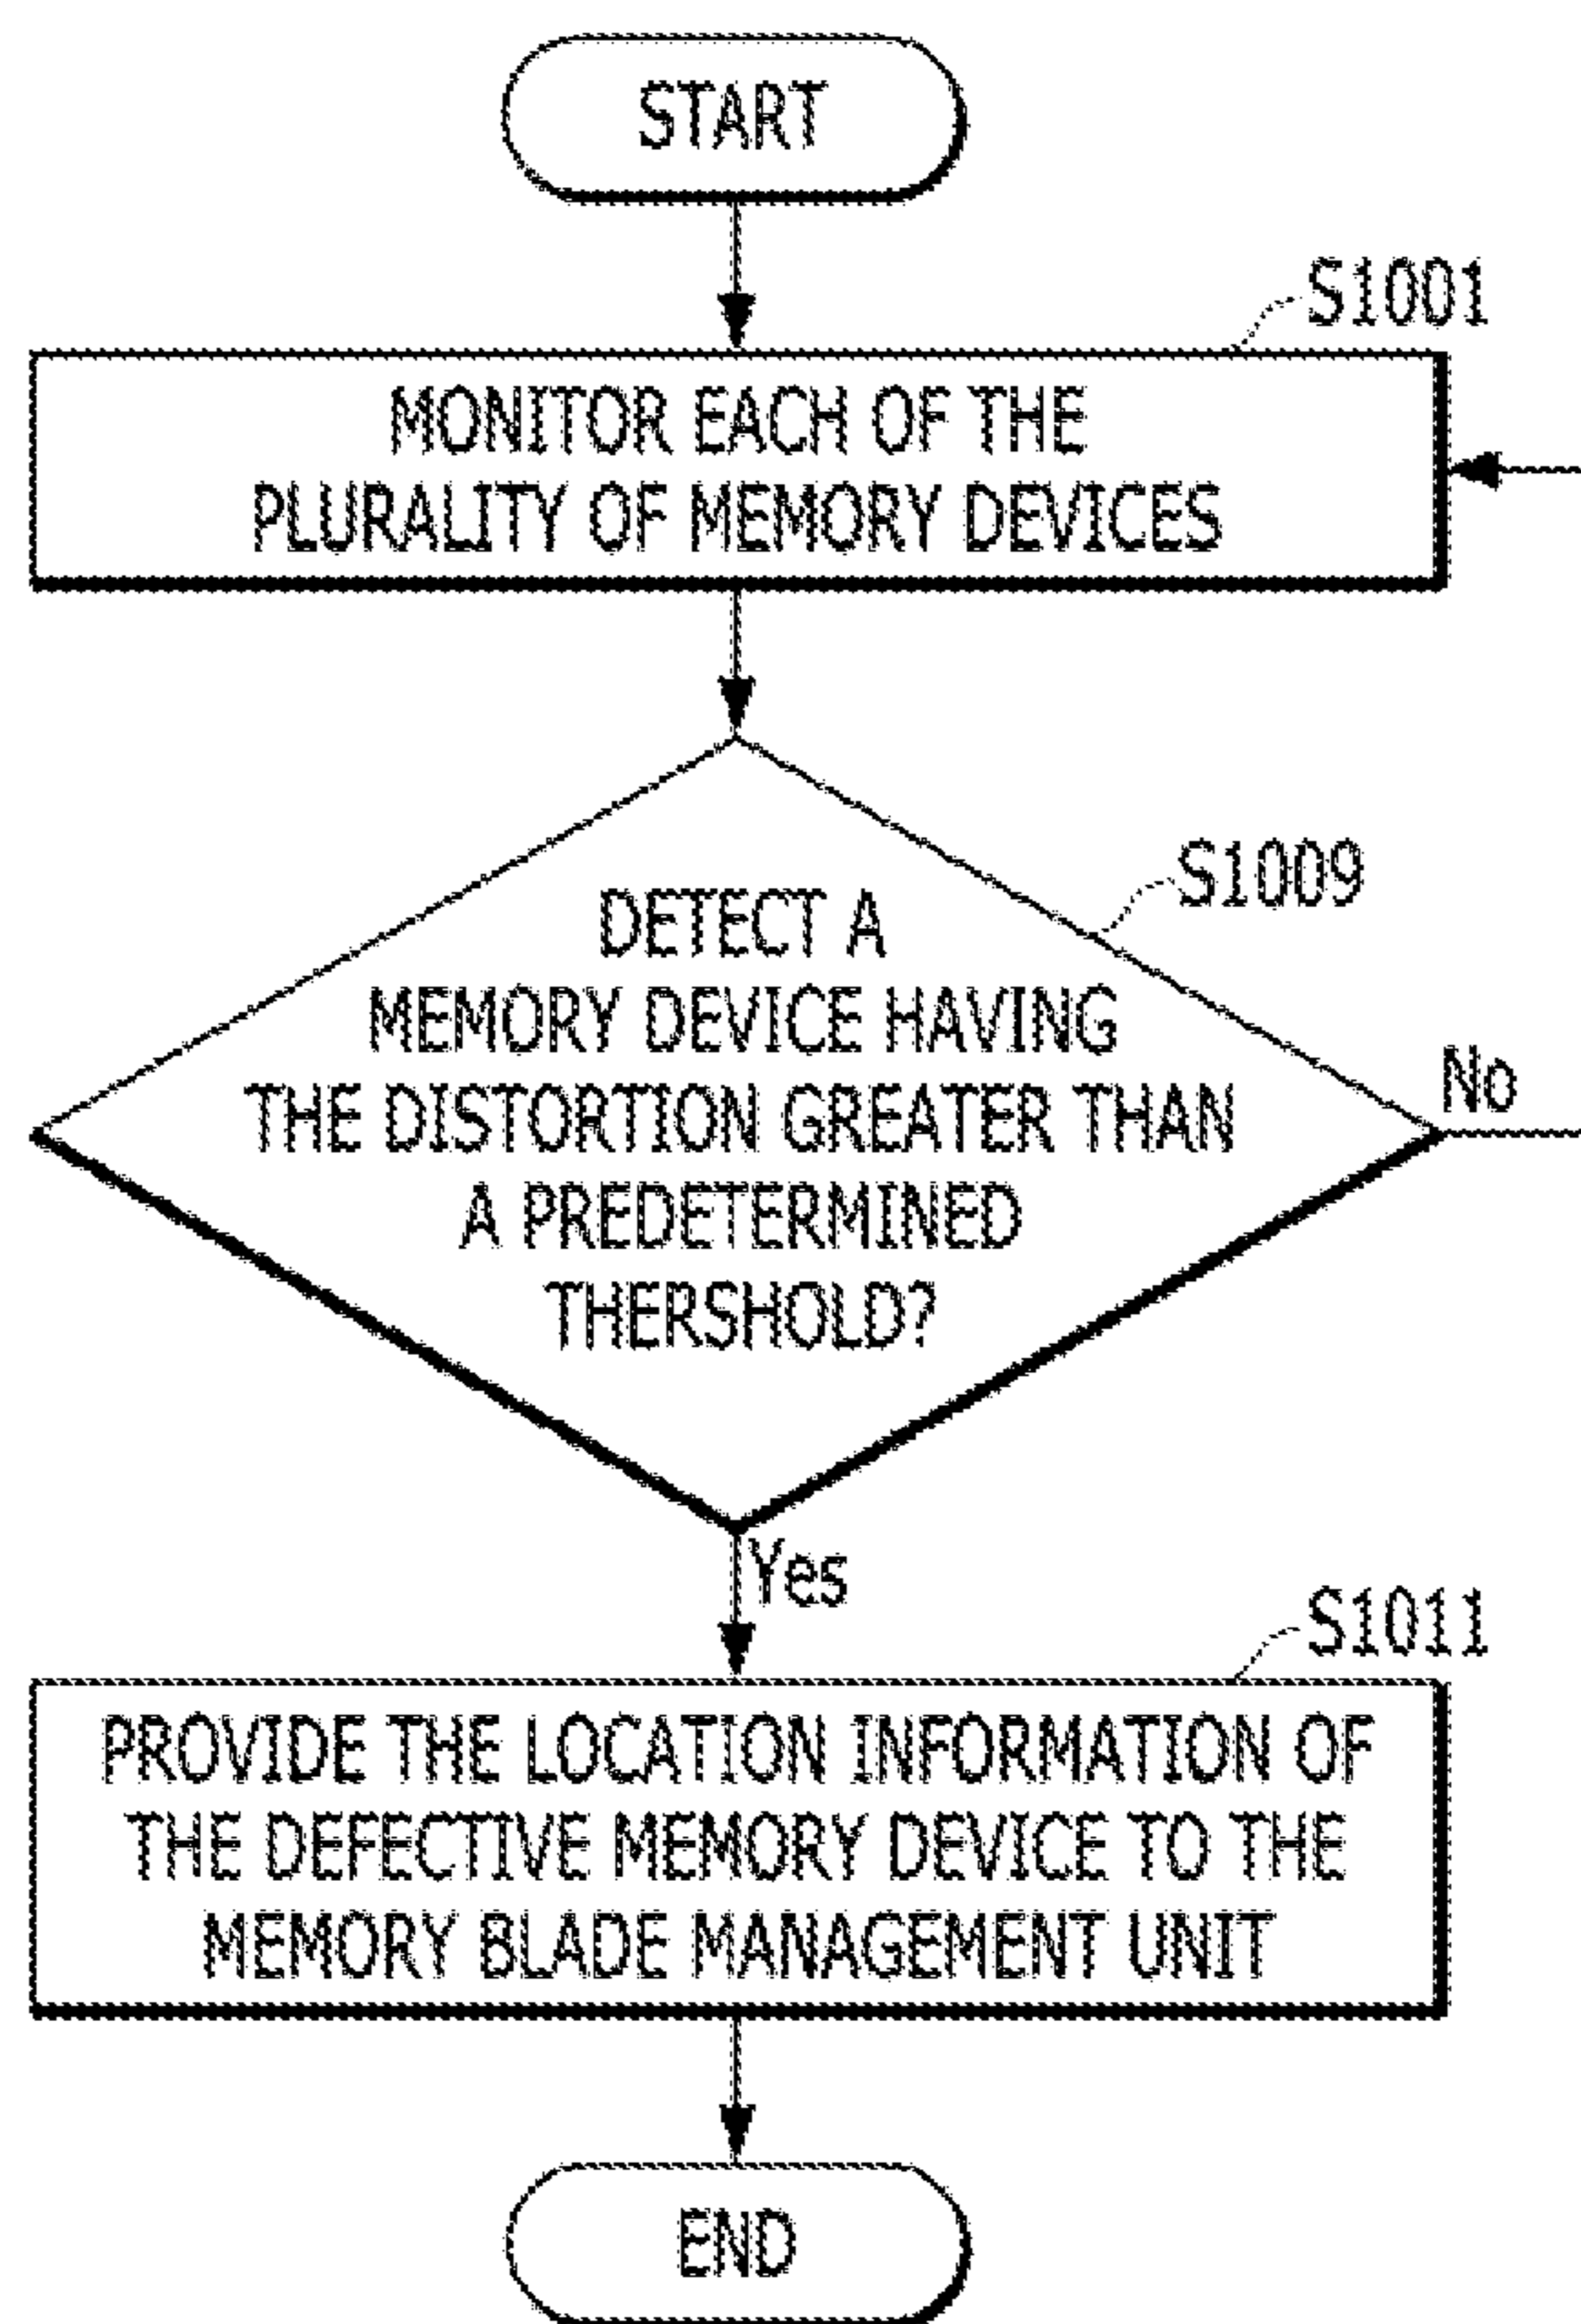 START
S1001
MONITOR EACH OF THE
PLURALITY OF MEMORY DEVICES
S1009
DETECT A
MEMORY DEVICE HAVING
THE DISTORTION GREATER THAN
A PREDETERMINED
THERSHOLD?
No
Yes
S1011
PROVIDE THE LOCATION INFORMATION OF
THE DEFECTIVE MEMORY DEVICE TO THE
MEMORY BLADE MANAGEMENT UNIT
END